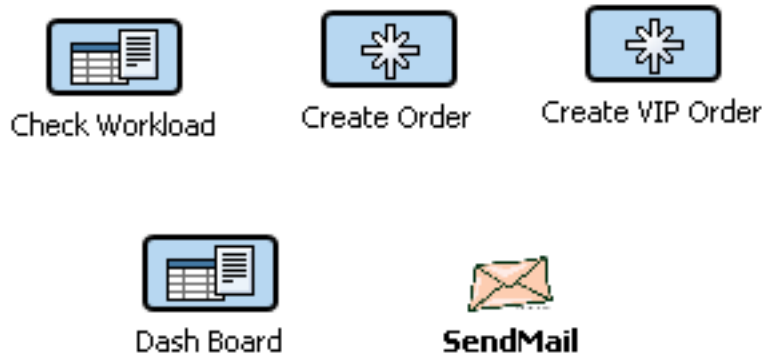 Check Workload
Create Order
Create VIP Order
Dash Board
SendMail